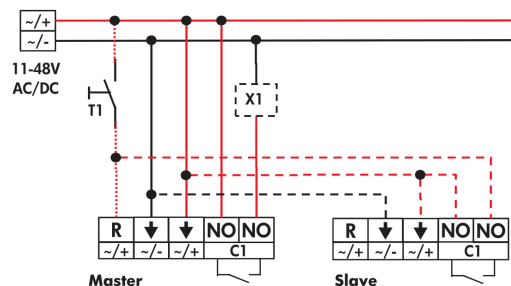 ~/+
~/-
11-48V
AC/DC
T1
X1
R NO NO
~/+ ~/- ~/+ C1
Master
R NO NO
~/+ ~/- ~/+ C1
Slave